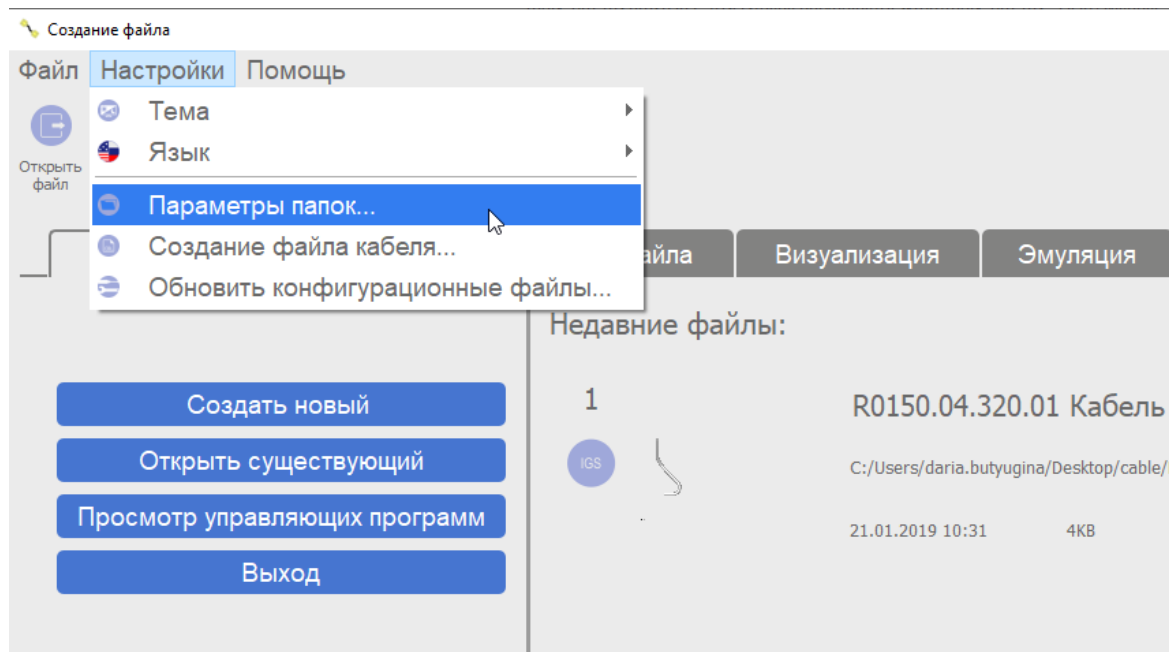 Создание файла
Файл Настройки Помощь
Открыть
файл
Тема
Язык
Параметры папок...
Создание файла кабеля...
Обновить конфигурационные файлы...
Визуализация
Эмуляция
Недавние файлы:
Создать новый
Открыть существующий
Просмотр управляющих программ
Выход
1
IGS
R0150.04.320.01 Кабель
C:/Users/daria.butyugina/Desktop/cable/
21.01.2019 10:31 4KB